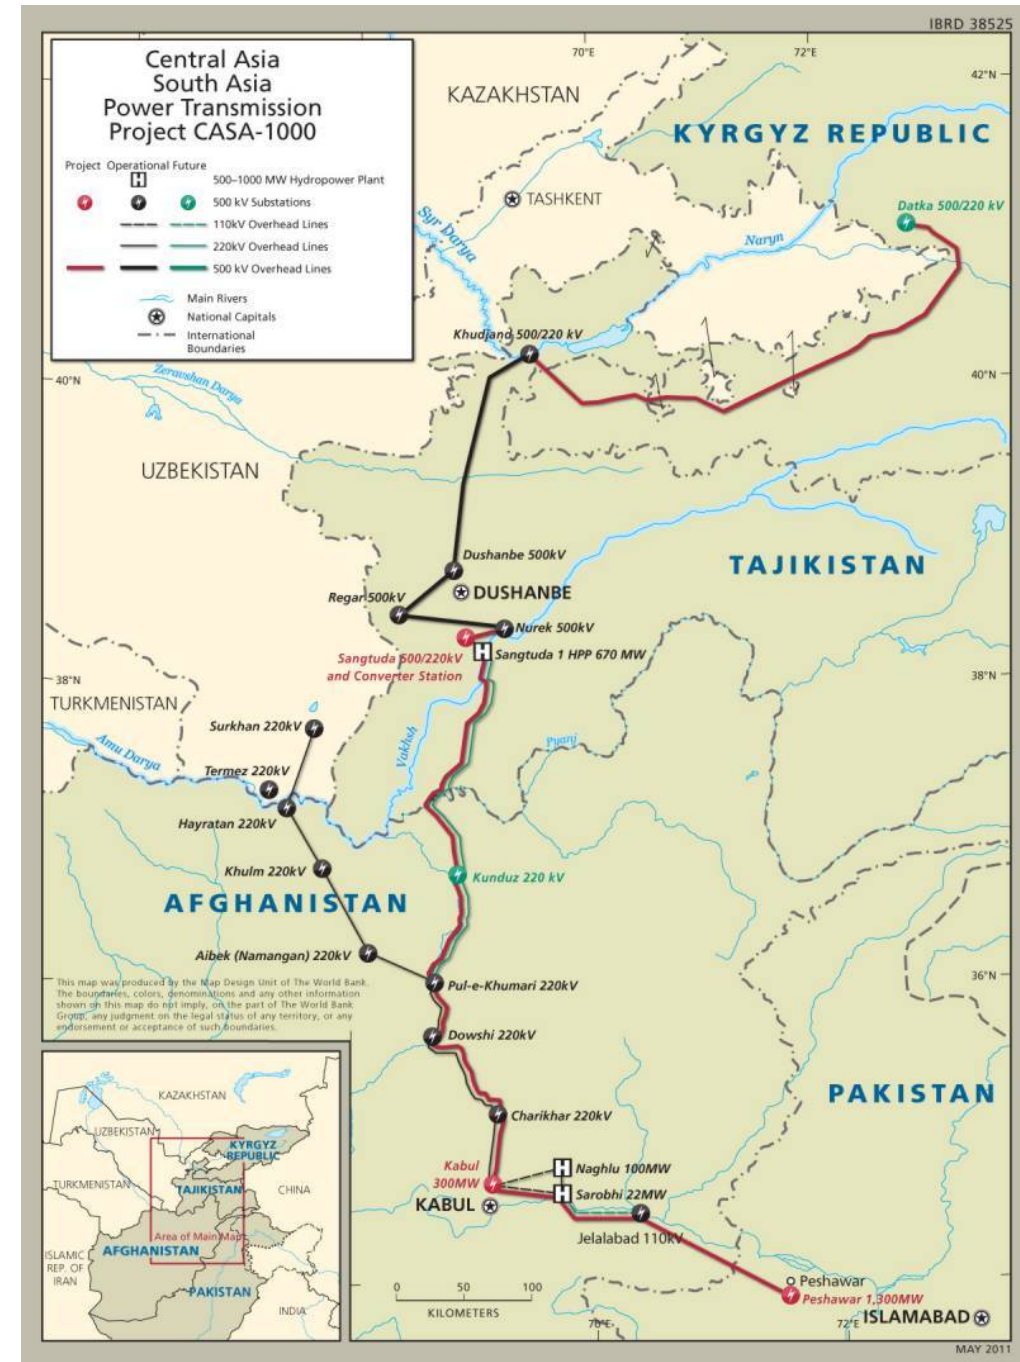 IBRD 38525
Central Asia
South Asia
Power Transmission
Project CASA-1000
Project Operational Future
H
500–1000 MW Hydropower Plant
500 kV Substations
110kV Overhead Lines
220kV Overhead Lines
500 kV Overhead Lines
Main Rivers
National Capitals
International
Boundaries
70°E
72°E
42°N
42°N
KAZAKHSTAN
KYRGYZ REPUBLIC
TASHKENT
Syr Darya
Datka 500/220 kV
Naryn
Khudjand 500/220 kV
40°N
40°N
Zeravshan Darya
UZBEKISTAN
Dushanbe 500kV
TAJIKISTAN
DUSHANBE
Regar 500kV
Nurek 500kV
H
Sangtuda 1 HPP 670 MW
Sangtuda 500/220kV
and Converter Station
38°N
38°N
TURKMENISTAN
Surkhan 220kV
Amu Darya
Vakhsh
Pyanj
Termez 220kV
Hayratan 220kV
Khulm 220kV
Kunduz 220 kV
AFGHANISTAN
Aibek (Namangan) 220kV
36°N
Pul-e-Khumari 220kV
This map was produced by the Map Design Unit of The World Bank.
The boundaries, colors, denominations and any other information
shown on this map do not imply, on the part of The World Bank
Group, any judgment on the legal status of any territory, or any
endorsement or acceptance of such boundaries.
Dowshi 220kV
PAKISTAN
Charikhar 220kV
Kabul
300MW
H
Naghlu 100MW
H
Sarobhi 22MW
KABUL
Jelalabad 110kV
Peshawar
Peshawar 1,300MW
0 50 100
KILOMETERS
70°E
72°E
ISLAMABAD
KAZAKHSTAN
UZBEKISTAN
KYRGYZ
REPUBLIC
TURKMENISTAN
TAJIKISTAN
CHINA
Area of Main Map
ISLAMIC
REP. OF
IRAN
AFGHANISTAN
PAKISTAN
INDIA
MAY 2011